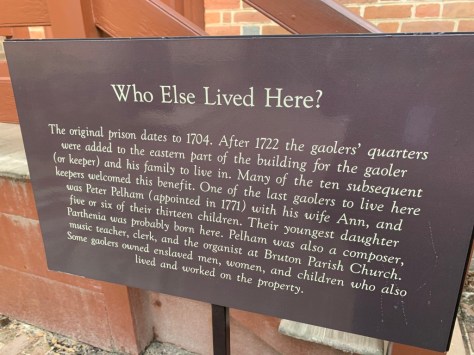 Who Else Lived Here?
The original prison dates to 1704. After 1722 the gaolers' quarters
were added to the eastern part of the building for the gaoler
(or keeper) and his family to live in. Many of the ten subsequent
keepers welcomed this benefit. One of the last gaolers to live here
was Peter Pelham (appointed in 1771) with his wife Ann, and
five or six of their thirteen children. Their youngest daughter
Parthenia was probably born here. Pelham was also a composer,
music teacher, clerk, and the organist at Bruton Parish Church.
Some gaolers owned enslaved men, women, and children who also
lived and worked on the property.